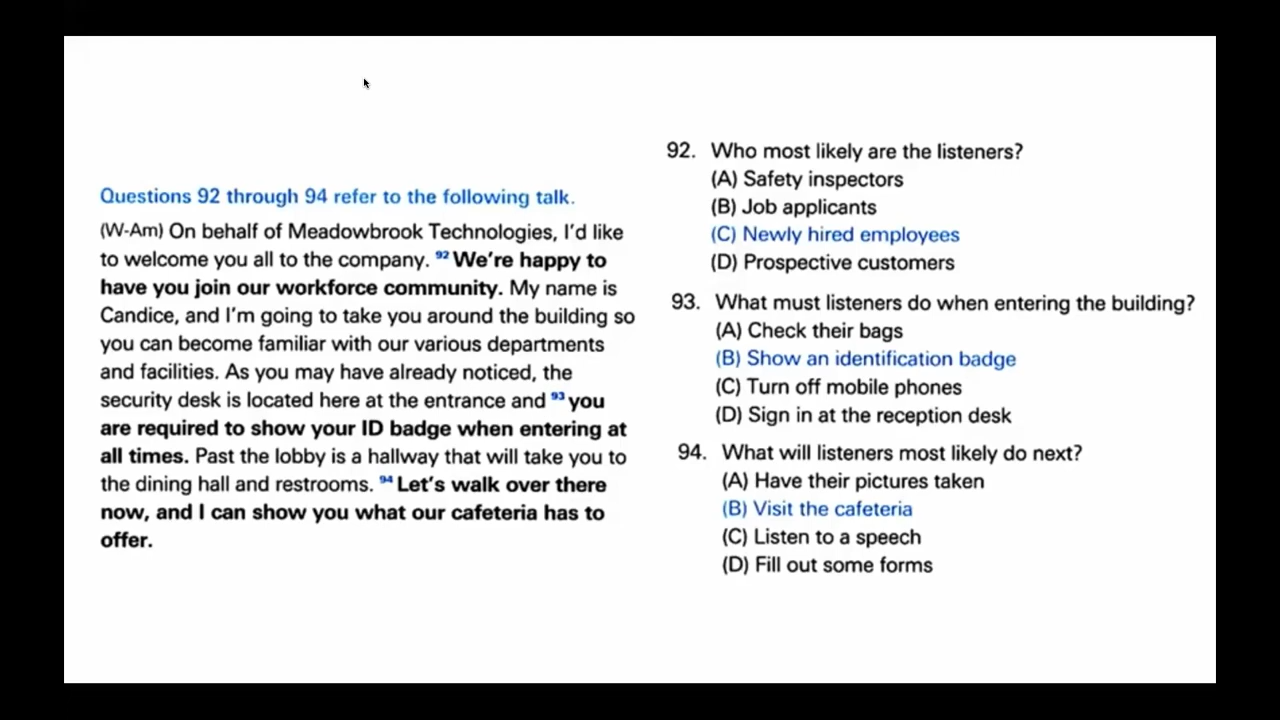 Questions 92 through 94 refer to the following talk.
(W-Am) On behalf of Meadowbrook Technologies, I'd like
to welcome you all to the company. 92 We're happy to
have you join our workforce community. My name is
Candice, and I'm going to take you around the building so
you can become familiar with our various departments
and facilities. As you may have already noticed, the
security desk is located here at the entrance and 93 you
are required to show your ID badge when entering at
all times. Past the lobby is a hallway that will take you to
the dining hall and restrooms. 94 Let's walk over there
now, and I can show you what our cafeteria has to
offer.
92. Who most likely are the listeners?
(A) Safety inspectors
(B) Job applicants
(C) Newly hired employees
(D) Prospective customers
93. What must listeners do when entering the building?
(A) Check their bags
(B) Show an identification badge
(C) Turn off mobile phones
(D) Sign in at the reception desk
94. What will listeners most likely do next?
(A) Have their pictures taken
(B) Visit the cafeteria
(C) Listen to a speech
(D) Fill out some forms